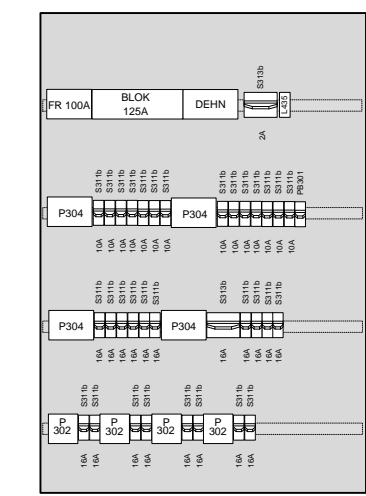 S313b
FR 100A
BLOK
125A
DEHN
L435
2A
S311b S311b S311b S311b S311b S311b S311b S311b S311b S311b S311b S311b S311b S311b PB301
P304 P304
10A 10A 10A 10A 10A 10A 10A 10A 10A 10A 10A 10A 10A 10A
S311b S311b S311b S311b S311b S311b S313b S311b S311b S311b S311b
P304 P304
16A 16A 16A 16A 16A 16A 16A 16A 16A 16A 16A
S311b S311b S311b S311b S311b S311b S311b S311b
P P P P
302 302 302 302
16A 16A 16A 16A 16A 16A 16A 16A